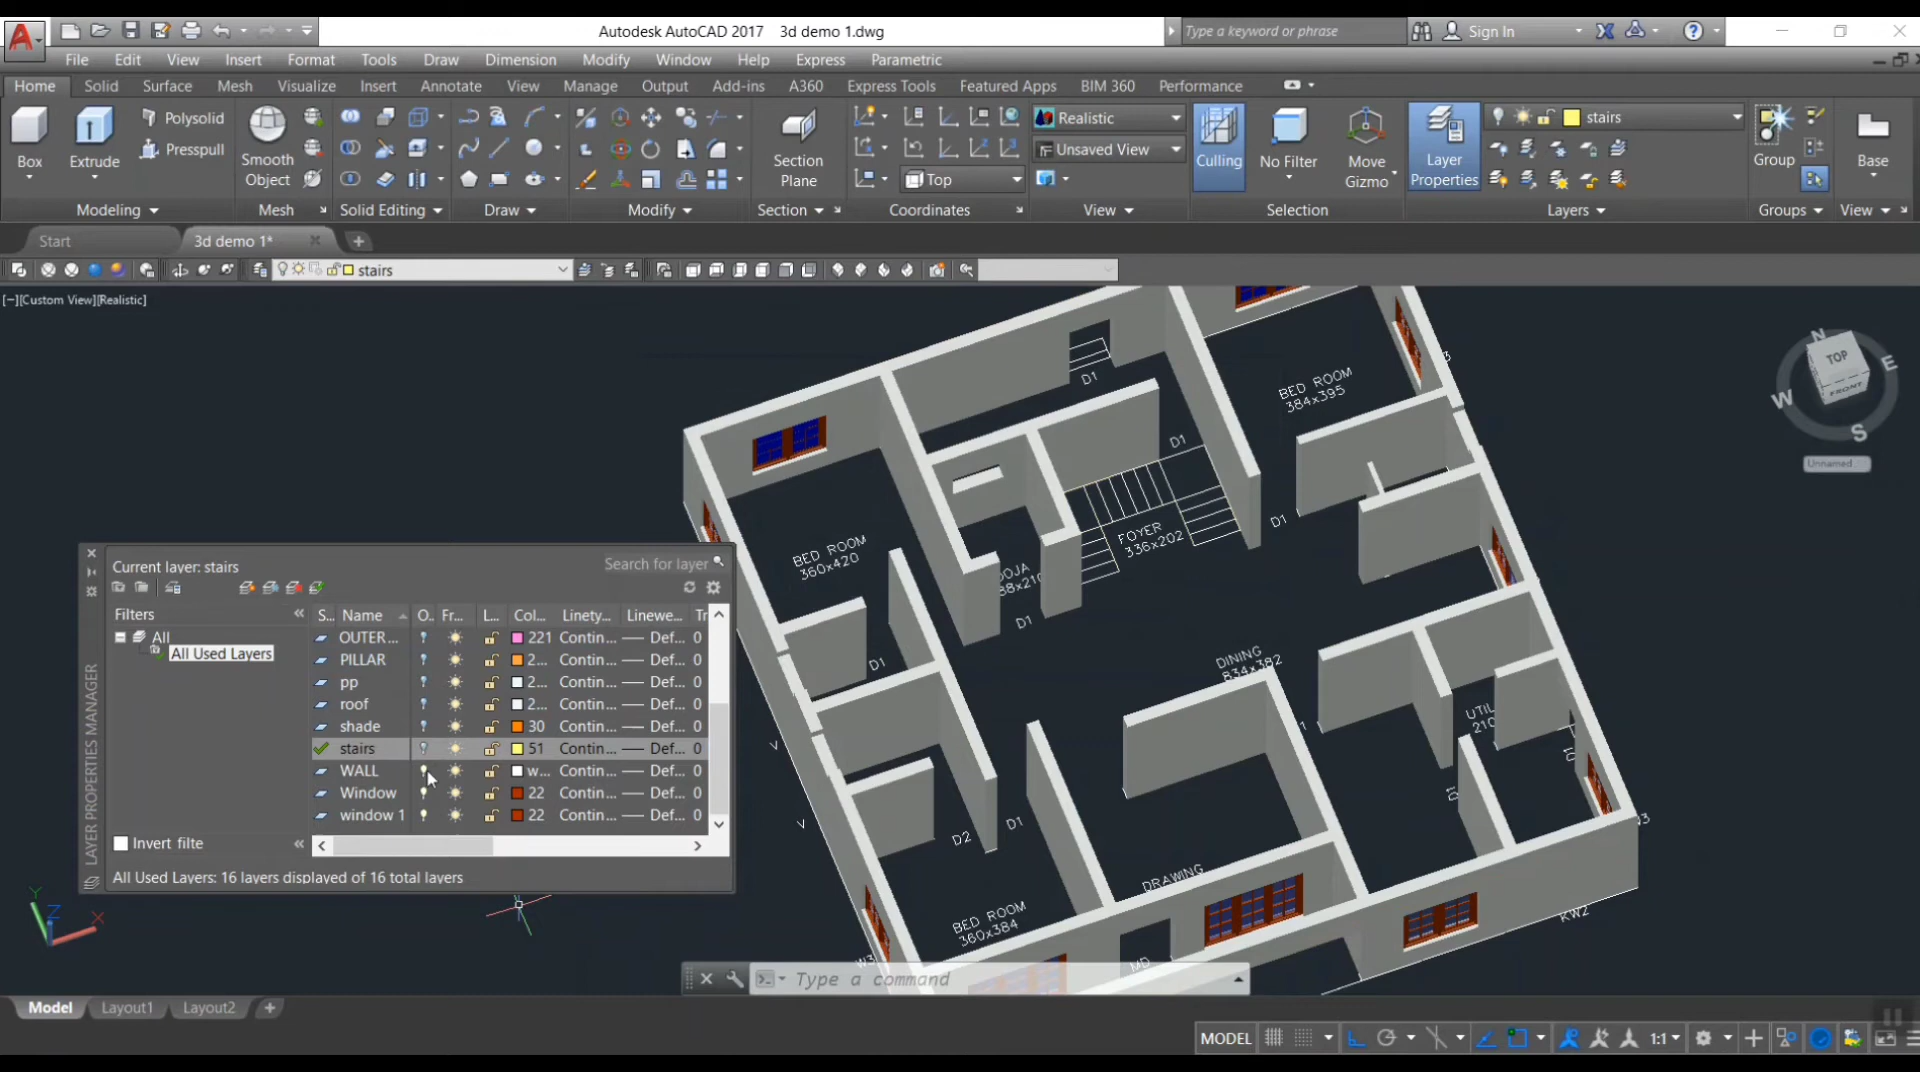 Autodesk AutoCAD 2017 3d demo 1.dwg
Type a keyword or phrase
Sign In
File Edit View Insert Format Tools Draw Dimension Modify Window Help Express Parametric
Home Solid Surface Mesh Visualize Insert Annotate View Manage Output Add-ins A360 Express Tools Featured Apps BIM 360 Performance
Box
Extrude
Polysolid
Presspull
Smooth
Object
Section
Plane
Realistic
Unsaved View
Top
Culling
No Filter
Move
Gizmo
Layer
Properties
stairs
Group
Base
Modeling Mesh Solid Editing Draw Modify Section Coordinates View Selection Layers Groups View
Start 3d demo 1*
stairs
[−][Custom View][Realistic]
N
E
W
S
TOP
FRONT
Unnamed
D1
BED ROOM
384x395
3
D1
FOYER
336x202
D1
BED ROOM
360x420
D1
D1
DINING
834x382
D1
D1
V
V
D2
D1
DRAWING
BED ROOM
360x384
W3
MD
KW2
Current layer: stairs
Search for layer
Filters
All
All Used Layers
Invert filte
S.. Name O. Fr... L... Col... Linety... Linewe... Tr
OUTER... 221 Contin... Def... 0
PILLAR 2... Contin... Def... 0
pp 2... Contin... Def... 0
roof 2... Contin... Def... 0
shade 30 Contin... Def... 0
stairs 51 Contin... Def... 0
WALL w... Contin... Def... 0
Window 22 Contin... Def... 0
window 1 22 Contin... Def... 0
All Used Layers: 16 layers displayed of 16 total layers
LAYER PROPERTIES MANAGER
Y
Z
X
Type a command
Model Layout1 Layout2
MODEL
1:1